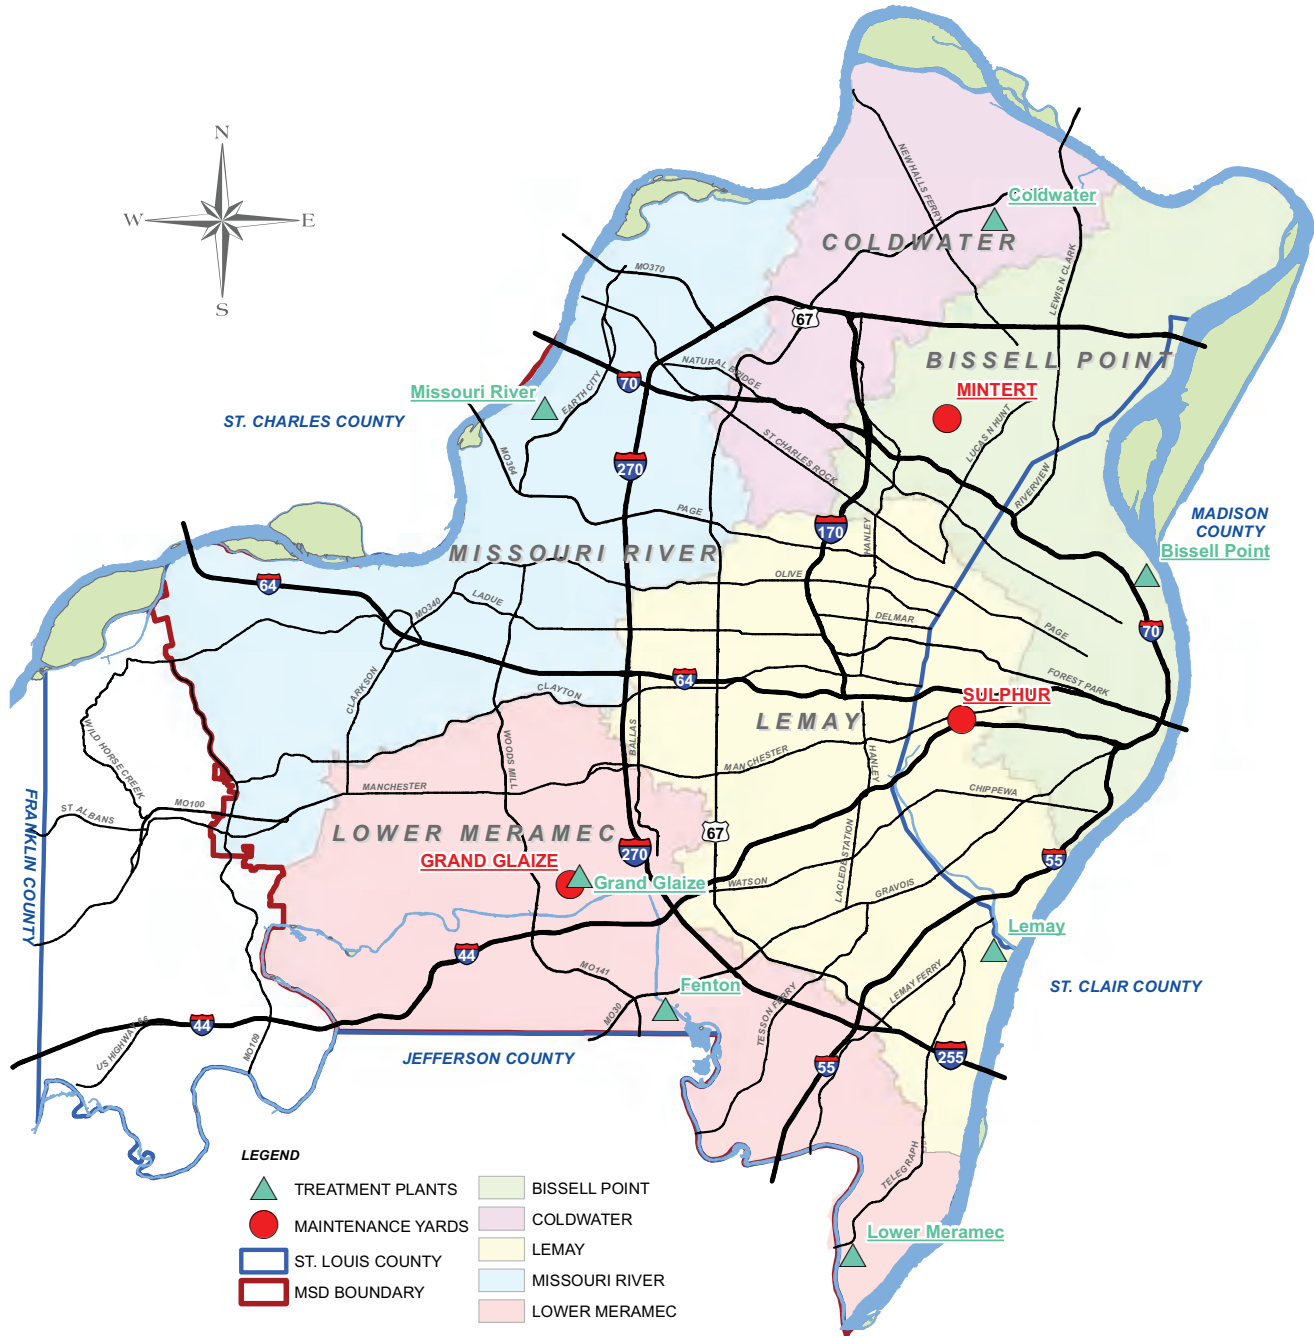 N
W
E
S
NEW HALLS FERRY
Coldwater
COLDWATER
LEWIS N CLARK
MO370
67
NATURAL BRIDGE
BISSELL POINT
MINTERT
70
Missouri River
EARTH CITY
ST. CHARLES COUNTY
LUCAS N HUNT
ST CHARLES ROCK
MO364
270
RIVERVIEW
PAGE
170
HANLEY
MADISON
COUNTY
Bissell Point
MISSOURI RIVER
64
OLIVE
MO340
LADUE
DELMAR
PAGE
70
CLARKSON
CLAYTON
64
FOREST PARK
SULPHUR
LEMAY
WILD HORSE CREEK
WOODS MILL
BALLAS
MANCHESTER
HANLEY
MANCHESTER
CHIPPEWA
MO100
ST ALBANS
FRANKLIN COUNTY
LOWER MERAMEC
67
270
GRAND GLAIZE
Grand Glaize
WATSON
LACLEDE STATION
GRAVOIS
55
Lemay
44
MO141
LEMAY FERRY
Fenton
ST. CLAIR COUNTY
MO30
TESSON FERRY
44
US HIGHWAY 66
MO109
JEFFERSON COUNTY
55
255
TELEGRAPH
Lower Meramec
LEGEND
TREATMENT PLANTS
MAINTENANCE YARDS
ST. LOUIS COUNTY
MSD BOUNDARY
BISSELL POINT
COLDWATER
LEMAY
MISSOURI RIVER
LOWER MERAMEC